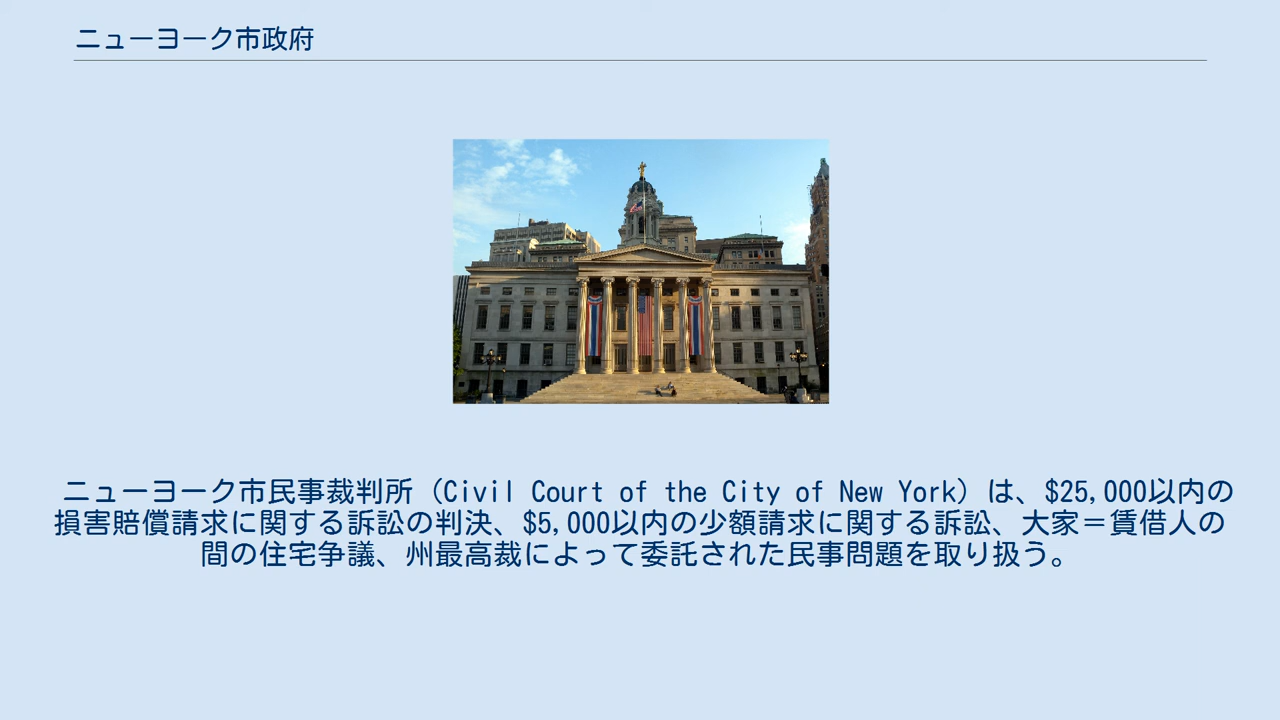 ニューヨーク市政府
ニューヨーク市民事裁判所（Civil Court of the City of New York）は、$25,000以内の
損害賠償請求に関する訴訟の判決、$5,000以内の少額請求に関する訴訟、大家＝賃借人の
間の住宅争議、州最高裁によって委託された民事問題を取り扱う。